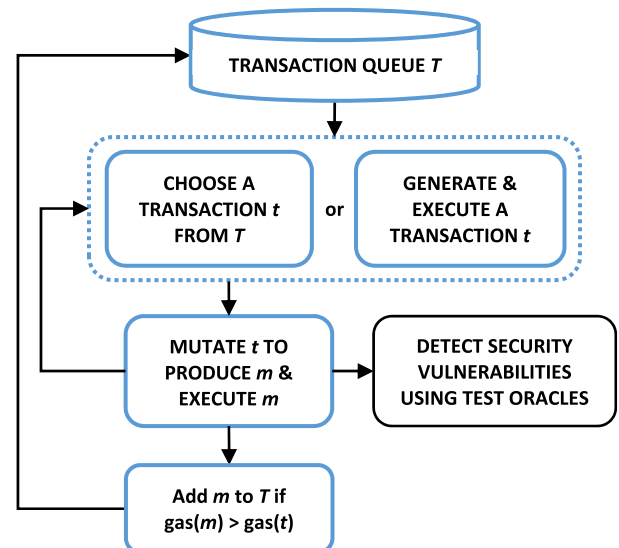 TRANSACTION QUEUE T
CHOOSE A
TRANSACTION t
FROM T
or
GENERATE &
EXECUTE A
TRANSACTION t
MUTATE t TO
PRODUCE m &
EXECUTE m
DETECT SECURITY
VULNERABILITIES
USING TEST ORACLES
Add m to T if
gas(m) > gas(t)